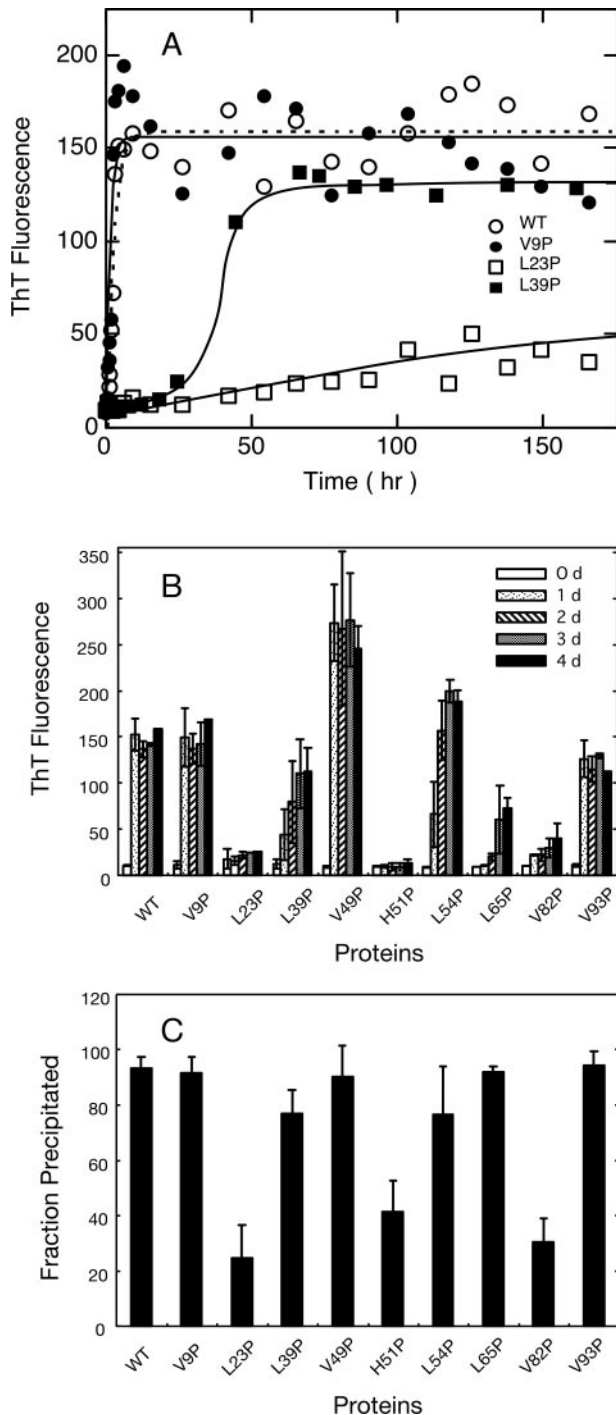 A
200
150
100
50
0
ThT Fluorescence
WT
V9P
L23P
L39P
0 50 100 150
Time ( hr )
B
350
300
250
200
150
100
50
0
ThT Fluorescence
0 d
1 d
2 d
3 d
4 d
WT V9P L23P L39P V49P H51P L54P L65P V82P V93P
Proteins
C
120
100
80
60
40
20
0
Fraction Precipitated
WT V9P L23P L39P V49P H51P L54P L65P V82P V93P
Proteins